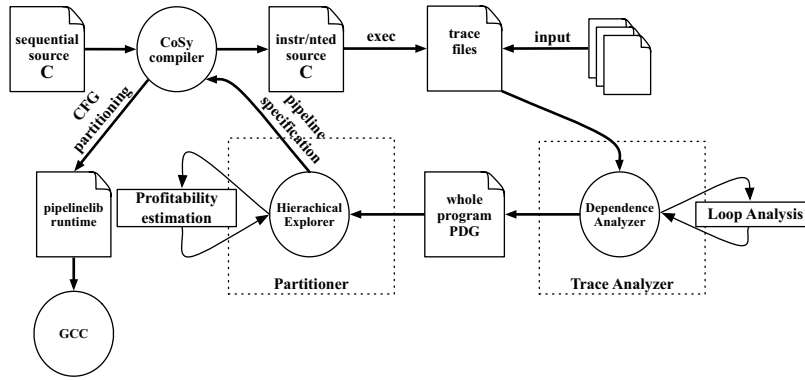 sequential
source
C
CoSy
compiler
instr/nted
source
C
exec
trace
files
input
CFG
partitioning
pipeline
specification
pipelinelib
runtime
Profitability
estimation
Hierachical
Explorer
whole
program
PDG
Dependence
Analyzer
Loop Analysis
Partitioner
Trace Analyzer
GCC